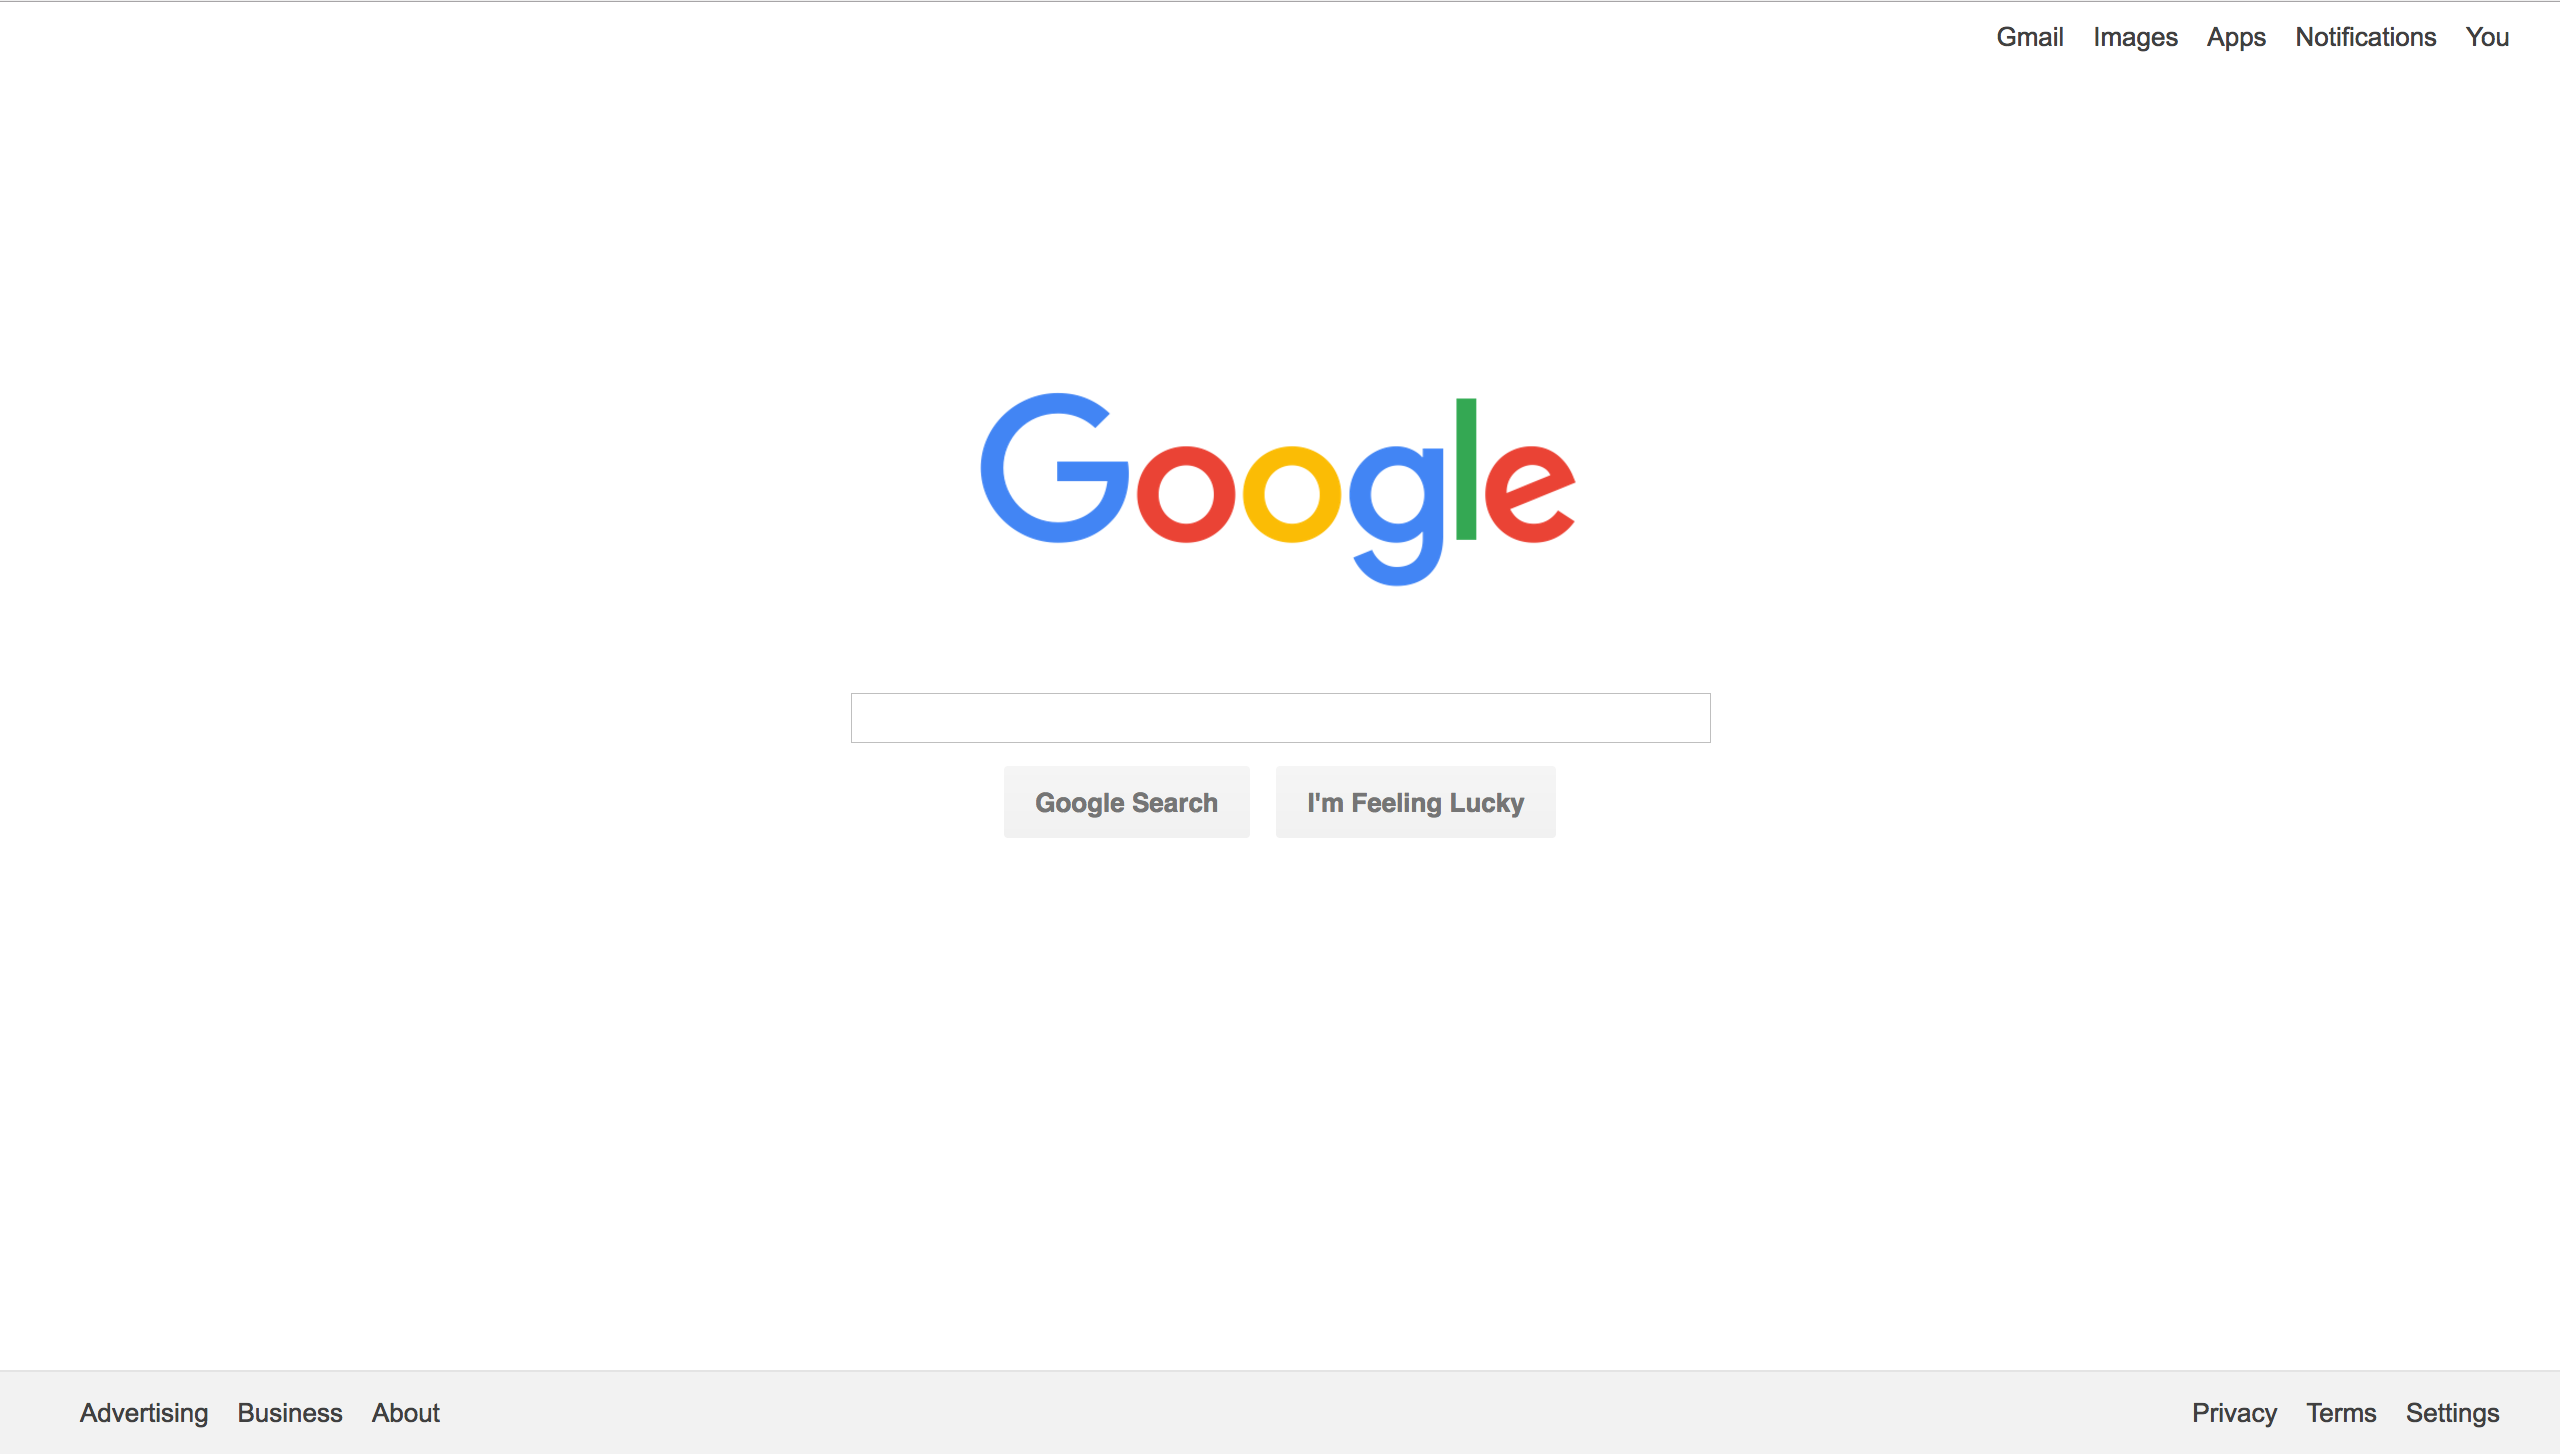 Gmail Images Apps Notifications You
Google
Google Search I'm Feeling Lucky
Advertising Business About Privacy Terms Settings